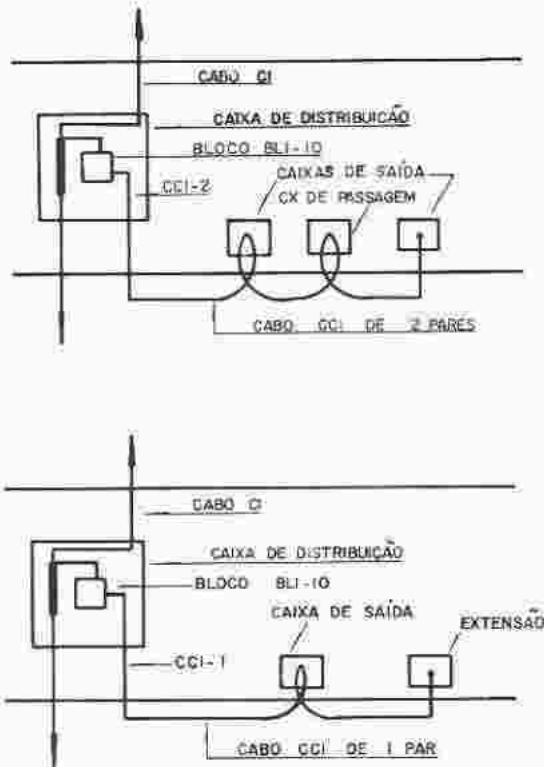 CABO CI
CAIXA DE DISTRIBUIÇÃO
BLOCO BLI-10
CAIXAS DE SAÍDA
CCI-2
CX DE PASSAGEM
CABO CCI DE 2 PARES
CABO CI
CAIXA DE DISTRIBUIÇÃO
BLOCO BLI-10
CAIXA DE SAÍDA
EXTENSÃO
CCI-1
CABO CCI DE 1 PAR